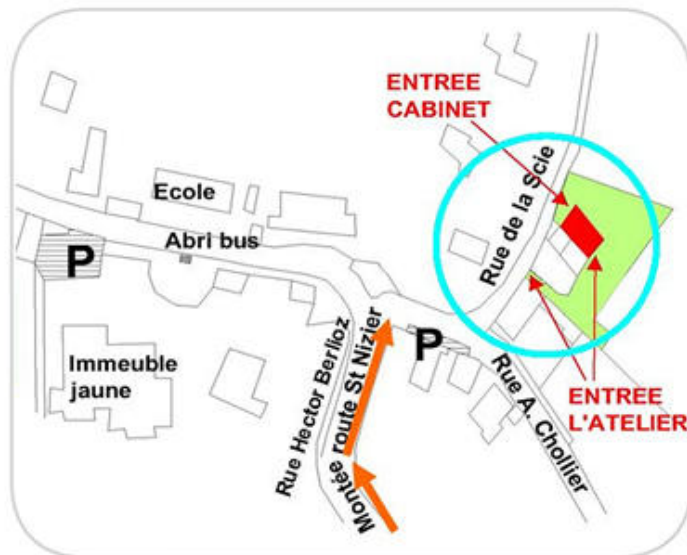 ENTREE
CABINET
Ecole
Rue de la Scie
Abri bus
P
P
Immeuble
jaune
Rue Hector Berlioz
Montée route St Nizier
Rue A. Chollier
ENTREE
L'ATELIER